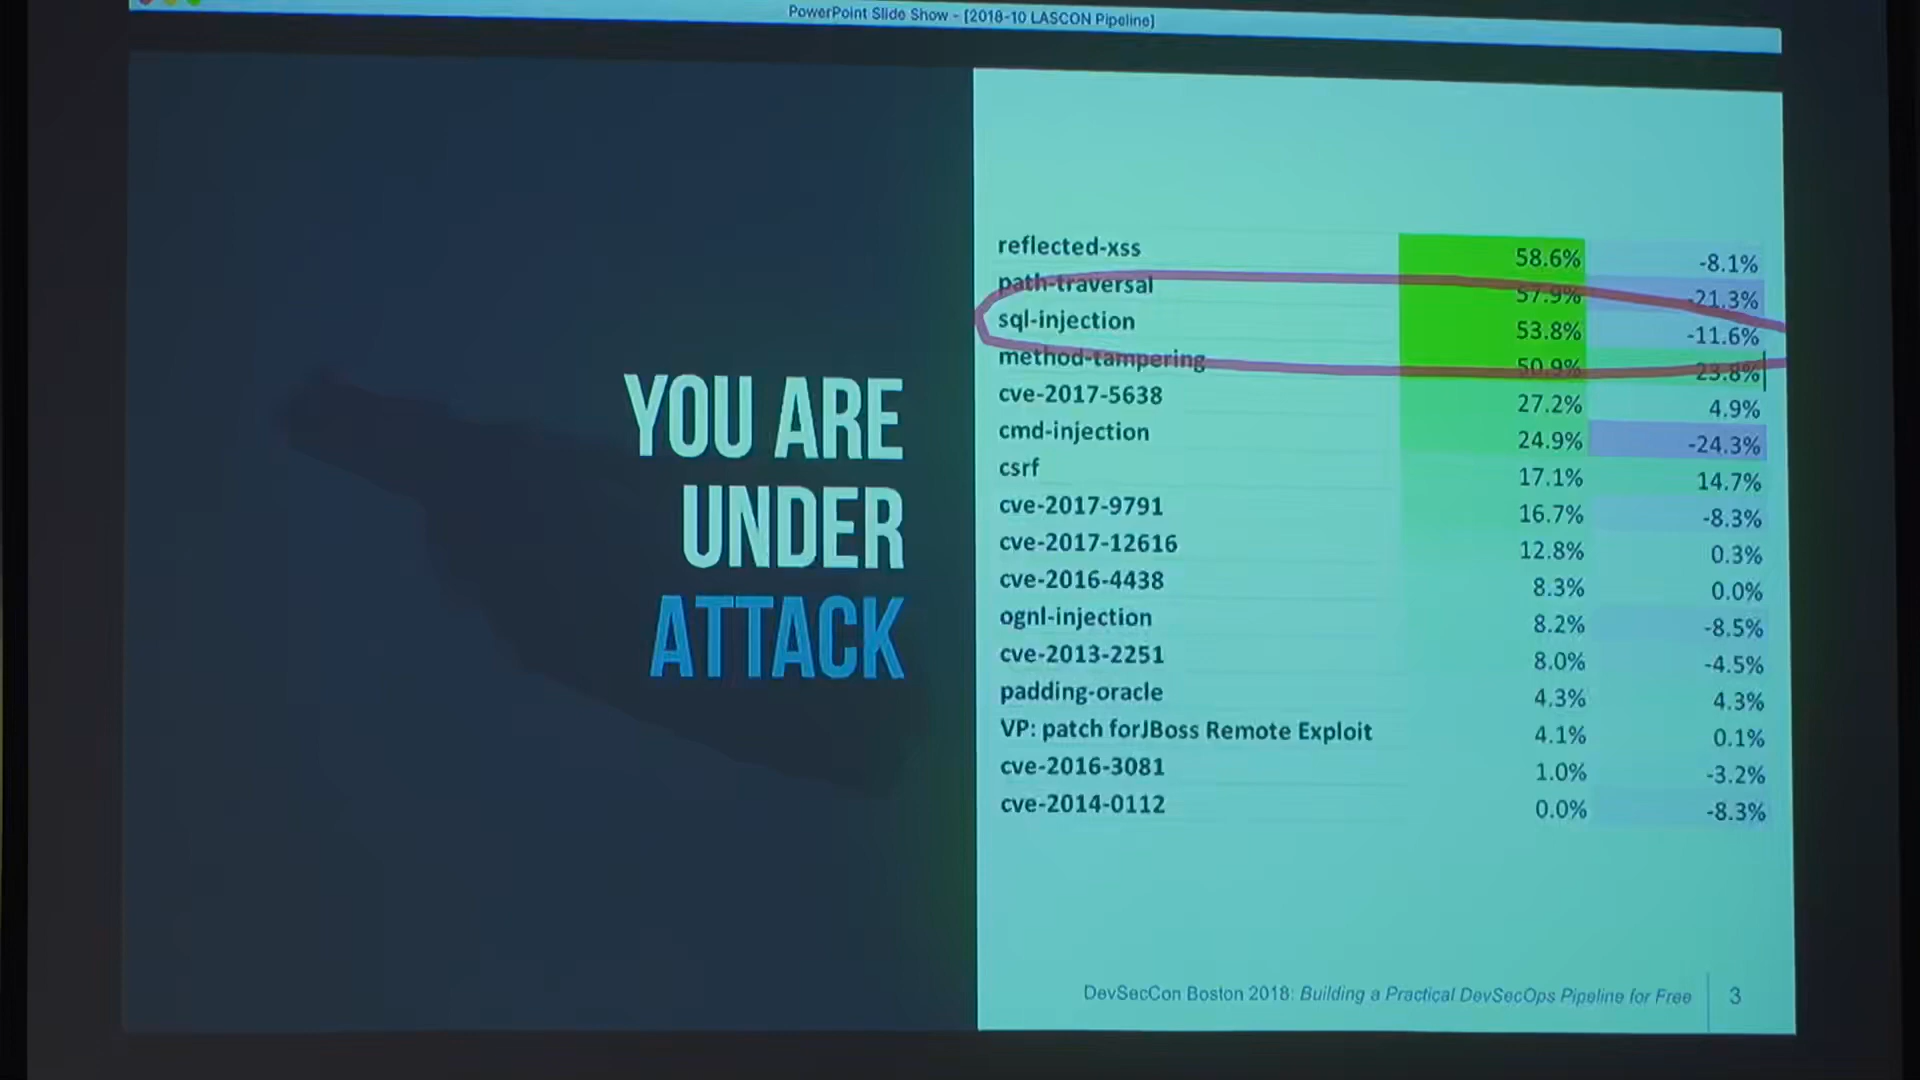 PowerPoint Slide Show - [2018-10 LASCON Pipeline]
YOU ARE
UNDER
ATTACK
reflected-xss 58.6% -8.1%
path-traversal 57.9% -21.3%
sql-injection 53.8% -11.6%
method-tampering 50.9% 23.8%
cve-2017-5638 27.2% 4.9%
cmd-injection 24.9% -24.3%
csrf 17.1% 14.7%
cve-2017-9791 16.7% -8.3%
cve-2017-12616 12.8% 0.3%
cve-2016-4438 8.3% 0.0%
ognl-injection 8.2% -8.5%
cve-2013-2251 8.0% -4.5%
padding-oracle 4.3% 4.3%
VP: patch forJBoss Remote Exploit 4.1% 0.1%
cve-2016-3081 1.0% -3.2%
cve-2014-0112 0.0% -8.3%
DevSecCon Boston 2018: Building a Practical DevSecOps Pipeline for Free 3